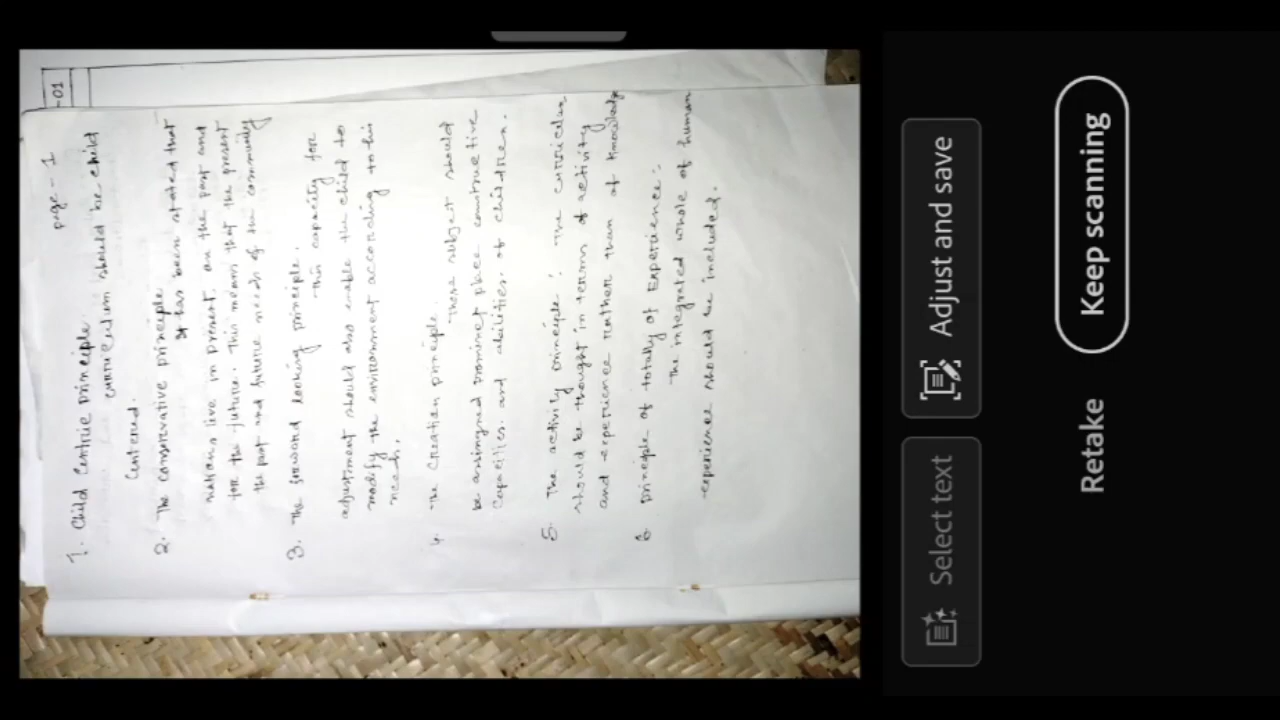 -01
page - 1
1. Child centric principle.
curriculum should be child
centered.
2. The conservative principle
It has been stated that
nations live in present, on the past and
for the future. This means that the present
the past and future needs of the community
3. The forward looking principle.
This capacity for
adjustment should also enable the child to
modify the environment according to his
needs.
4. The creation principle.
These subject should
be assingned prominet place constructive
Capacities. and abilities. of children.
5. The activity principle : The curriculum
should be thought in terms of activity
and experience rather than of knowledge
6. principle of totally of Experience :-
The integrated whole of human
experience should be included.
Select text
Adjust and save
Retake
Keep scanning